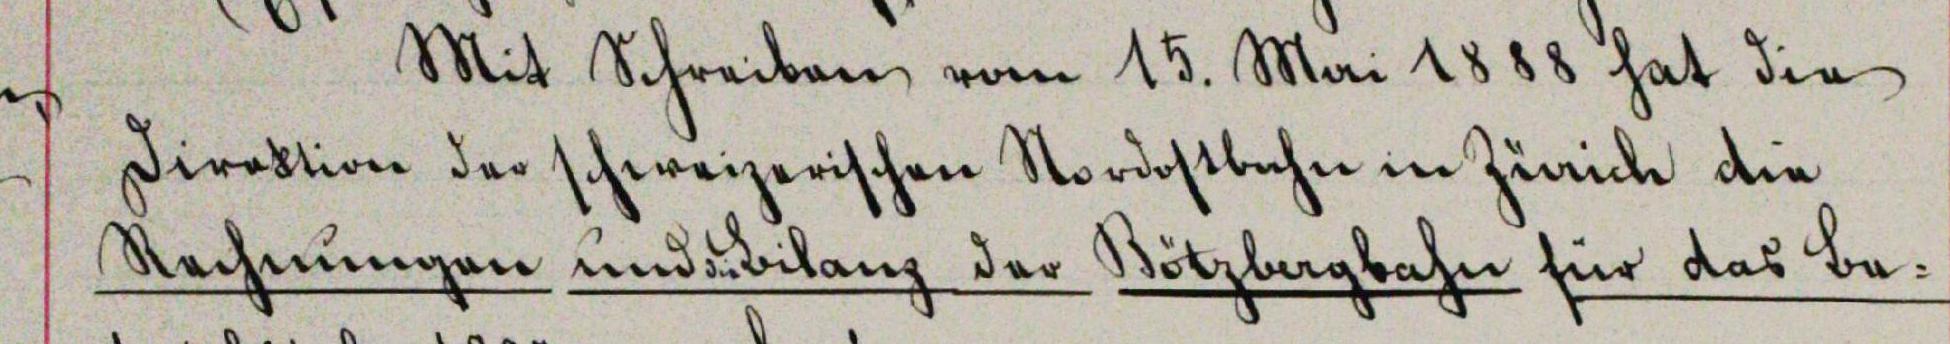 Mit Schreiben vom 15. Mai 1888 hat die
Direktion der schweizerischen Nordostbahn in Zürich die
Rechnungen und die Bilanz der Bötzbergbahn für das Be=